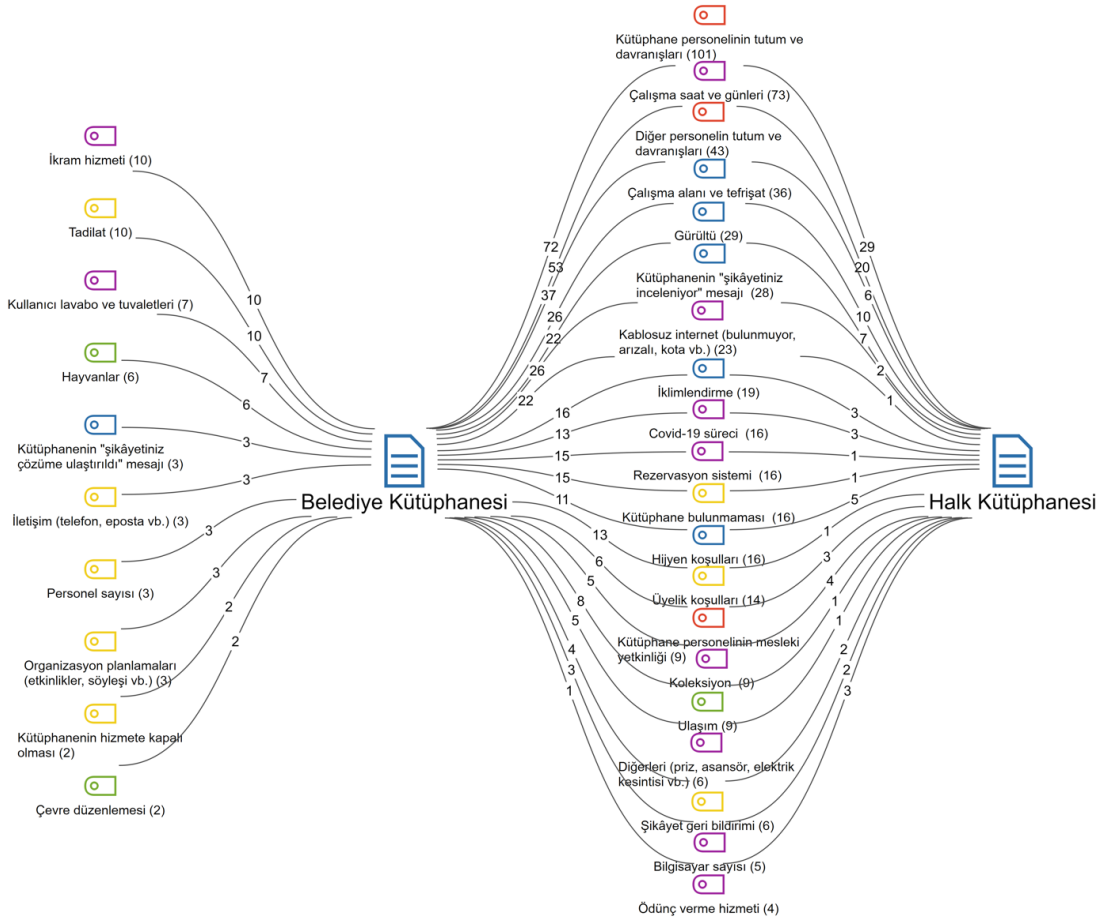 İkram hizmeti (10)
Tadilat (10)
Kullanıcı lavabo ve tuvaletleri (7)
Hayvanlar (6)
Kütüphanenin "şikâyetiniz
çözüme ulaştırıldı" mesajı (3)
İletişim (telefon, eposta vb.) (3)
Personel sayısı (3)
Organizasyon planlamaları
(etkinlikler, söyleşi vb.) (3)
Kütüphanenin hizmete kapalı
olması (2)
Çevre düzenlemesi (2)
10
10
7
6
3
3
3
3
2
2
Belediye Kütüphanesi
72
53
37
26
22
26
22
16
13
15
15
11
13
6
5
8
5
4
3
1
Kütüphane personelinin tutum ve
davranışları (101)
Çalışma saat ve günleri (73)
Diğer personelin tutum ve
davranışları (43)
Çalışma alanı ve tefrişat (36)
Gürültü (29)
Kütüphanenin "şikâyetiniz
inceleniyor" mesajı (28)
Kablosuz internet (bulunmuyor,
arızalı, kota vb.) (23)
İklimlendirme (19)
Covid-19 süreci (16)
Rezervasyon sistemi (16)
Kütüphane bulunmaması (16)
Hijyen koşulları (16)
Üyelik koşulları (14)
Kütüphane personelinin mesleki
yetkinliği (9)
Koleksiyon (9)
Ulaşım (9)
Diğerleri (priz, asansör, elektrik
kesintisi vb.) (6)
Şikâyet geri bildirimi (6)
Bilgisayar sayısı (5)
Ödünç verme hizmeti (4)
29
20
6
10
7
2
1
3
3
1
1
5
1
3
4
1
1
2
2
3
Halk Kütüphanesi